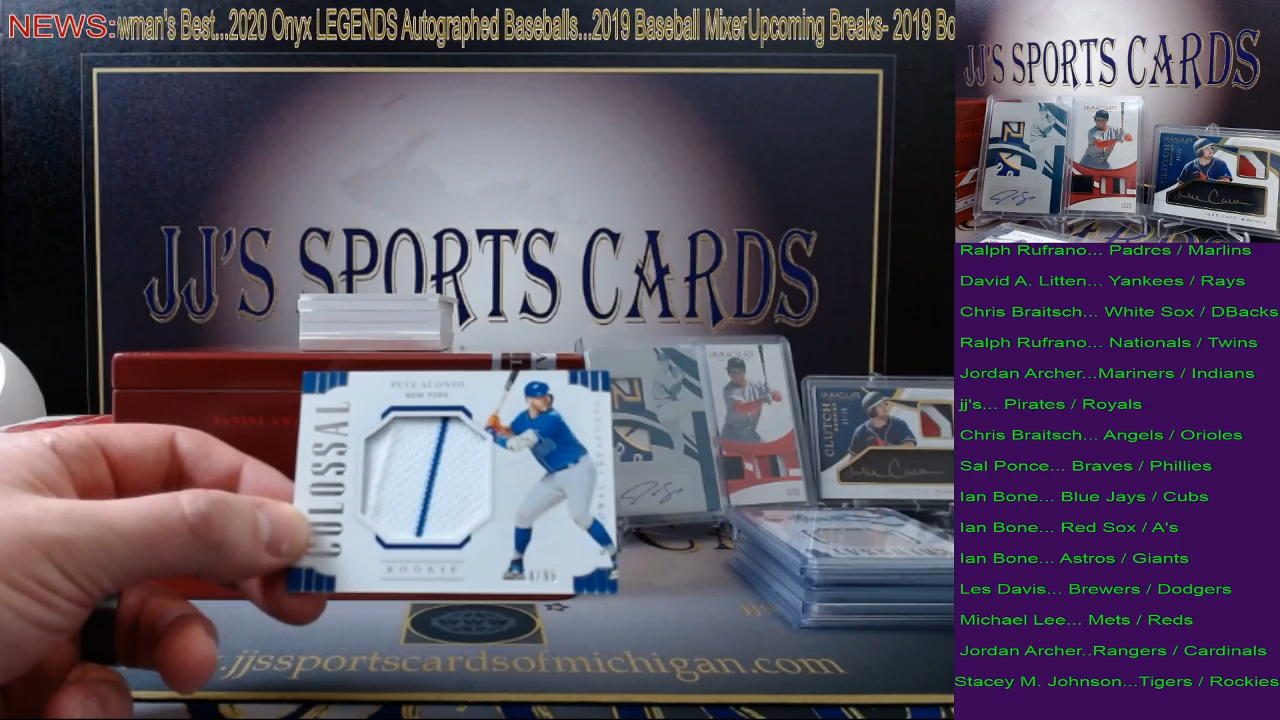 NEWS: wman's Best...2020 Onyx LEGENDS Autographed Baseballs...2019 Baseball Mixer Upcoming Breaks- 2019 Bo
JJ'S SPORTS CARDS
JJ'S SPORTS CARDS
Ralph Rufrano... Padres / Marlins
David A. Litten... Yankees / Rays
Chris Braitsch... White Sox / DBacks
Ralph Rufrano... Nationals / Twins
Jordan Archer...Mariners / Indians
jj's... Pirates / Royals
Chris Braitsch... Angels / Orioles
Sal Ponce... Braves / Phillies
Ian Bone... Blue Jays / Cubs
Ian Bone... Red Sox / A's
Ian Bone... Astros / Giants
Les Davis... Brewers / Dodgers
Michael Lee... Mets / Reds
Jordan Archer..Rangers / Cardinals
Stacey M. Johnson...Tigers / Rockies
PETE ALONSO
NEW YORK
COLOSSAL
ROOKIE
CLUTCH
WWW
.jjssportscardsofmichigan.com